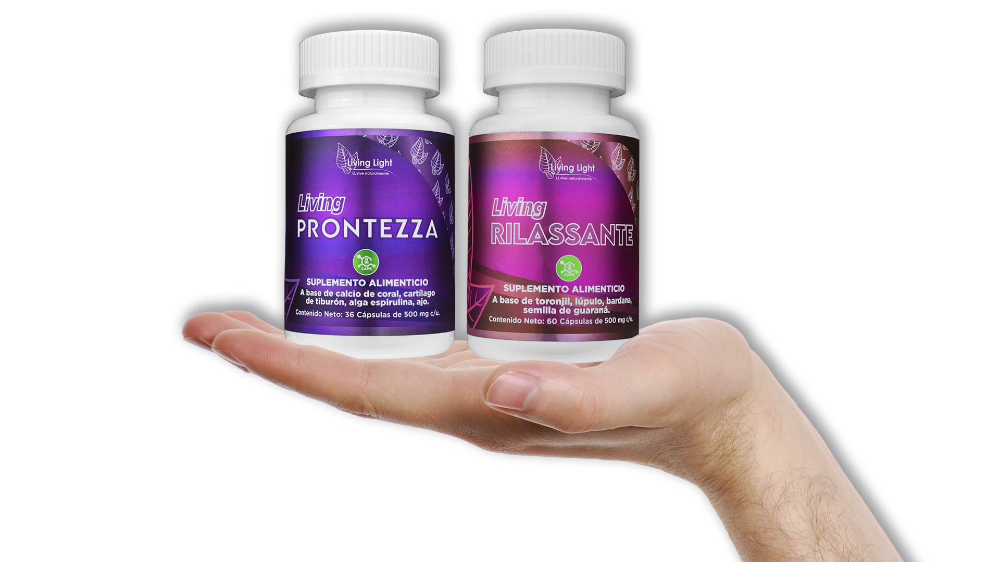 Living Light
LL vive naturalmente
Living
PRONTEZZA
CAPS
SUPLEMENTO ALIMENTICIO
A base de calcio de coral, cartílago
de tiburón, alga espirulina, ajo.
Contenido Neto: 36 Cápsulas de 500 mg c/u.
Living Light
LL vive naturalmente
Living
RILASSANTE
CAPS
SUPLEMENTO ALIMENTICIO
A base de toronjil, lúpulo, bardana,
semilla de guaraná.
Contenido Neto: 60 Cápsulas de 500 mg c/u.